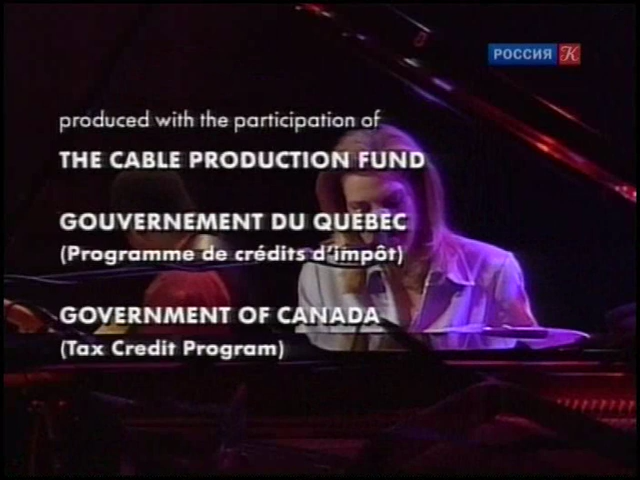 РОССИЯ К
produced with the participation of
THE CABLE PRODUCTION FUND
GOUVERNEMENT DU QUÉBEC
(Programme de crédits d'impôt)
GOVERNMENT OF CANADA
(Tax Credit Program)